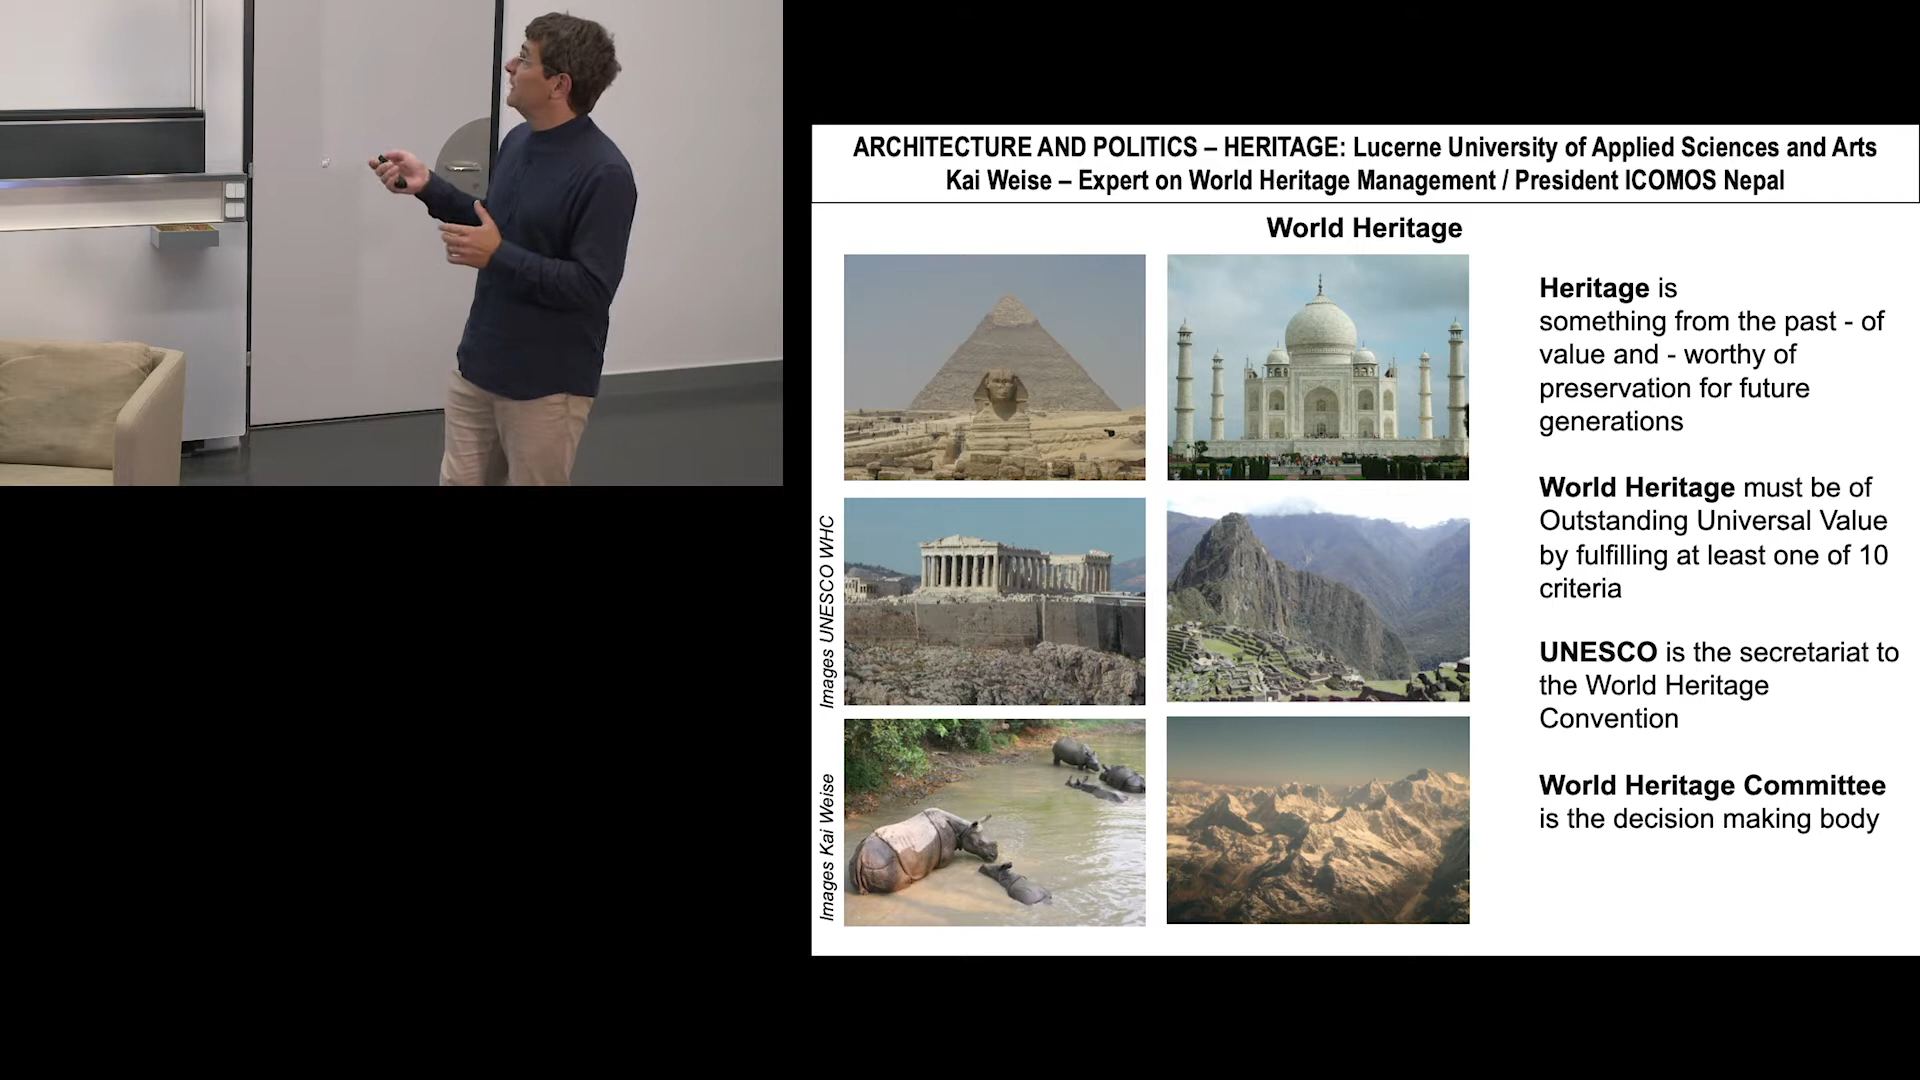 ARCHITECTURE AND POLITICS – HERITAGE: Lucerne University of Applied Sciences and Arts
Kai Weise – Expert on World Heritage Management / President ICOMOS Nepal
World Heritage
Images UNESCO WHC
Images Kai Weise
Heritage is
something from the past - of
value and - worthy of
preservation for future
generations
World Heritage must be of
Outstanding Universal Value
by fulfilling at least one of 10
criteria
UNESCO is the secretariat to
the World Heritage
Convention
World Heritage Committee
is the decision making body